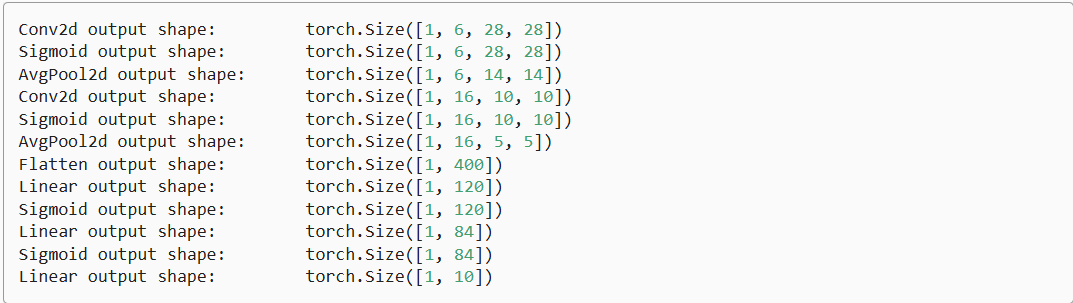 Conv2d output shape:         torch.Size([1, 6, 28, 28])
Sigmoid output shape:        torch.Size([1, 6, 28, 28])
AvgPool2d output shape:      torch.Size([1, 6, 14, 14])
Conv2d output shape:         torch.Size([1, 16, 10, 10])
Sigmoid output shape:        torch.Size([1, 16, 10, 10])
AvgPool2d output shape:      torch.Size([1, 16, 5, 5])
Flatten output shape:        torch.Size([1, 400])
Linear output shape:         torch.Size([1, 120])
Sigmoid output shape:        torch.Size([1, 120])
Linear output shape:         torch.Size([1, 84])
Sigmoid output shape:        torch.Size([1, 84])
Linear output shape:         torch.Size([1, 10])